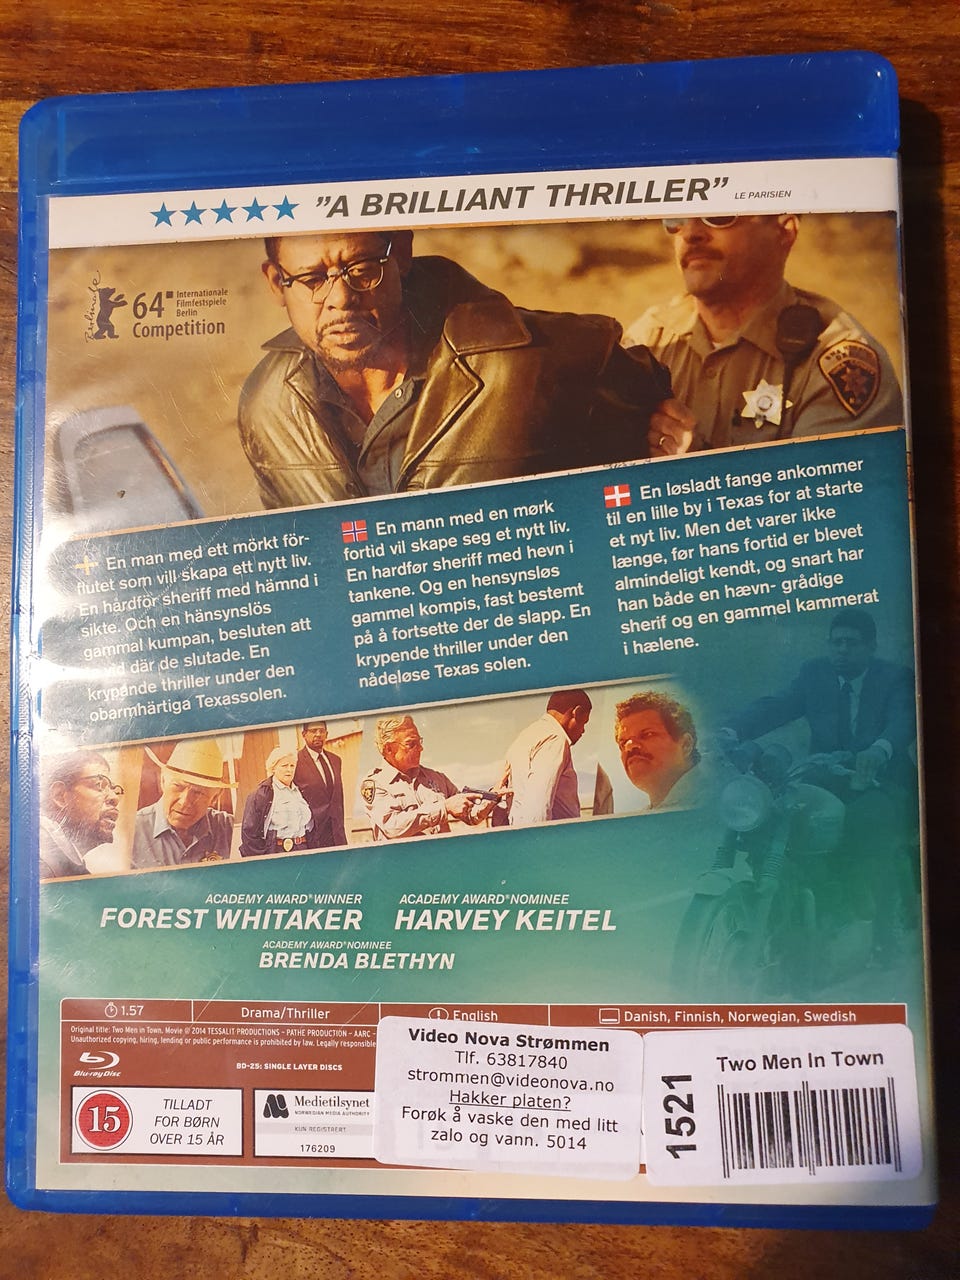 "A BRILLIANT THRILLER" LE PARISIEN
Berlinale
64 Internationale
Filmfestspiele
Berlin
Competition
En man med ett mörkt för-
flutet som vill skapa ett nytt liv.
En hårdför sheriff med hämnd i
sikte. Och en hänsynslös
gammal kumpan, besluten att
där de slutade. En
krypande thriller under den
obarmhärtiga Texassolen.
En mann med en mørk
fortid vil skape seg et nytt liv.
En hardfør sheriff med hevn i
tankene. Og en hensynsløs
gammel kompis, fast bestemt
på å fortsette der de slapp. En
krypende thriller under den
nådeløse Texas solen.
En løsladt fange ankommer
til en lille by i Texas for at starte
et nyt liv. Men det varer ikke
længe, før hans fortid er blevet
almindeligt kendt, og snart har
han både en hævn- grådige
sherif og en gammel kammerat
i hælene.
ACADEMY AWARD® WINNER
FOREST WHITAKER
ACADEMY AWARD® NOMINEE
HARVEY KEITEL
ACADEMY AWARD® NOMINEE
BRENDA BLETHYN
1.57
Drama/Thriller
English
Danish, Finnish, Norwegian, Swedish
Original title: Two Men in Town. Movie © 2014 TESSALIT PRODUCTIONS - PATHE PRODUCTION - AARC -
Unauthorized copying, hiring, lending or public performance is prohibited by law. Legally responsible
Blu-ray Disc
BD-25: SINGLE LAYER DISCS
15
TILLADT
FOR BØRN
OVER 15 ÅR
Medietilsynet
NORWEGIAN MEDIA AUTHORITY
KUN REGISTRERT
176209
Video Nova Strømmen
Tlf. 63817840
strommen@videonova.no
Hakker platen?
Forøk å vaske den med litt
zalo og vann. 5014
1521
Two Men In Town